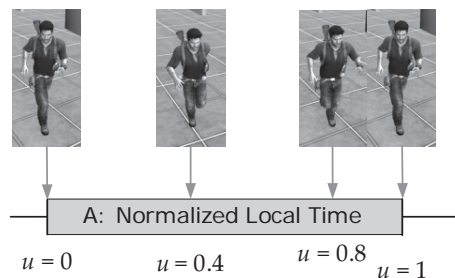 A: Normalized Local Time
u = 0
u = 0.4
u = 0.8
u = 1